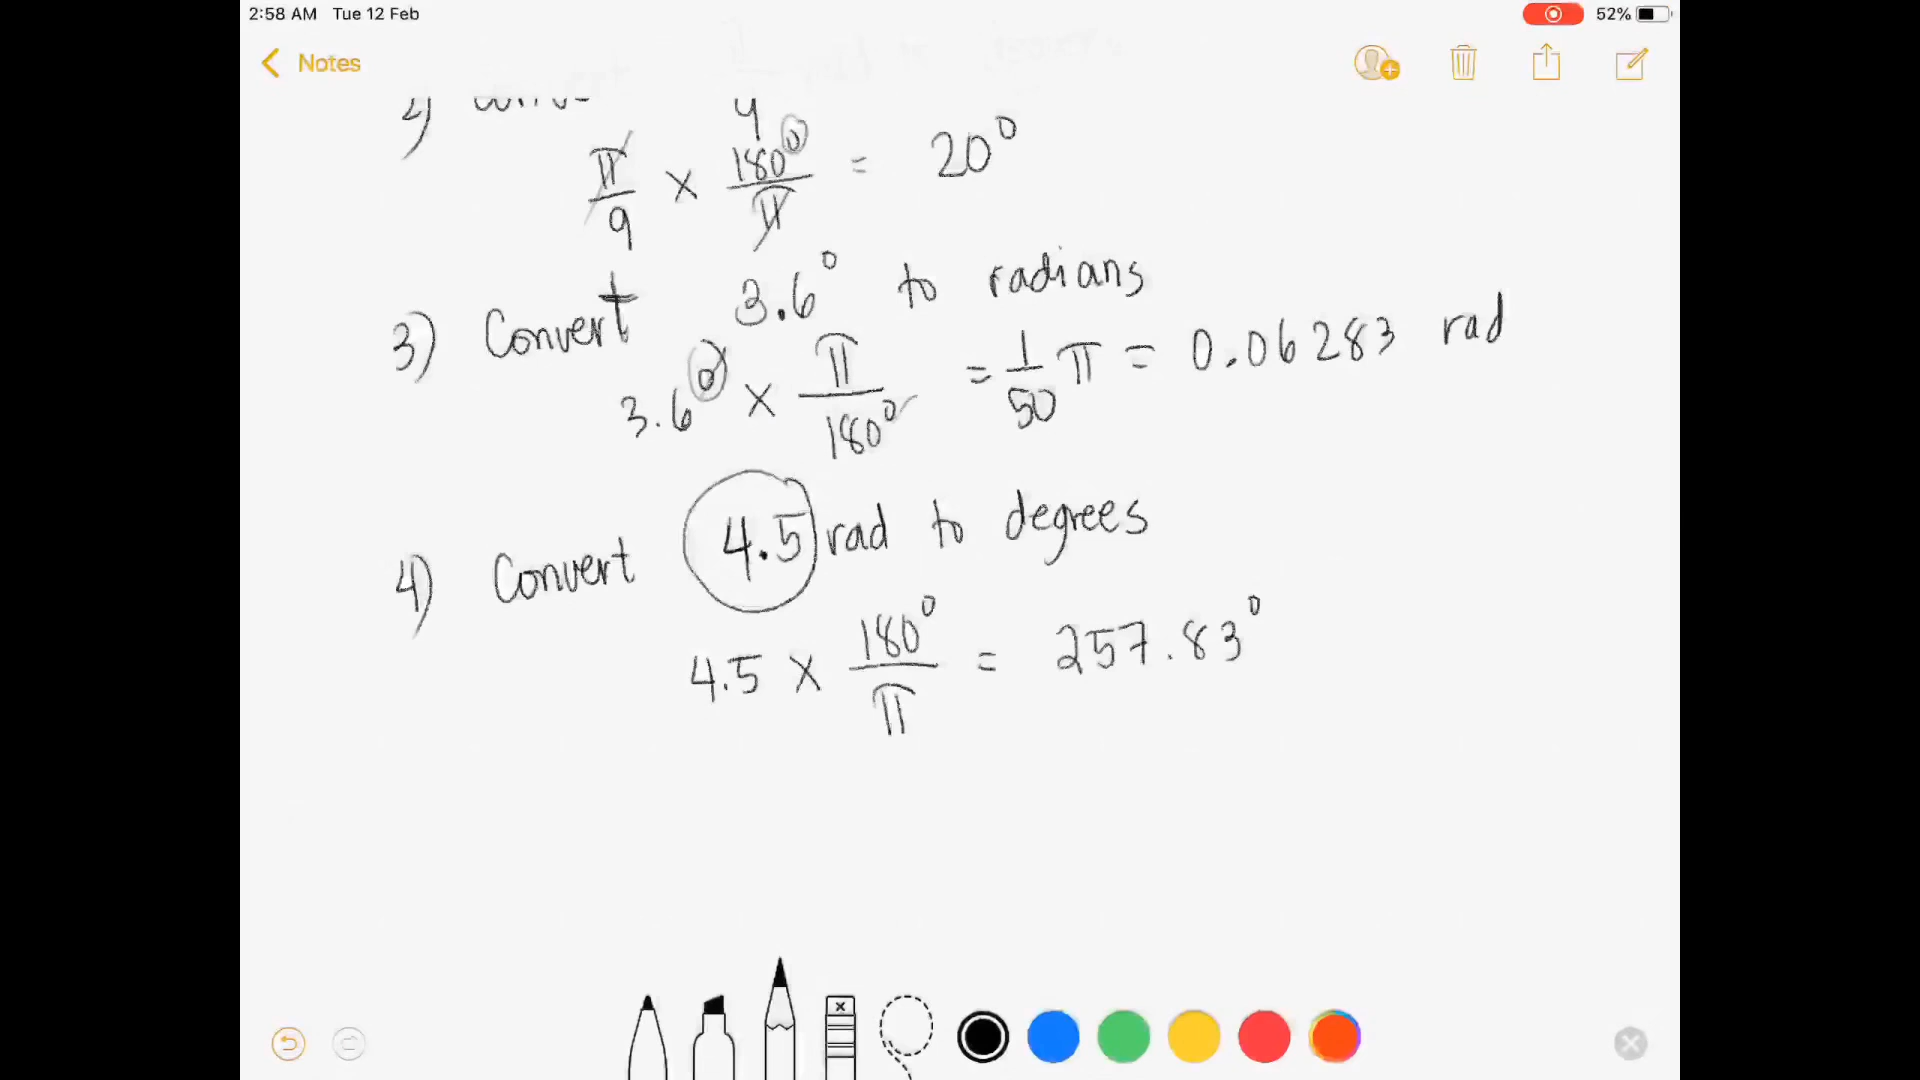 2:58 AM Tue 12 Feb 52%
Notes
2)
π/9 × 180°/π = 20°
3) Convert 3.6° to radians
3.6° × π/180° = 1/50 π = 0.06283 rad
4) Convert 4.5 rad to degrees
4.5 × 180°/π = 257.83°